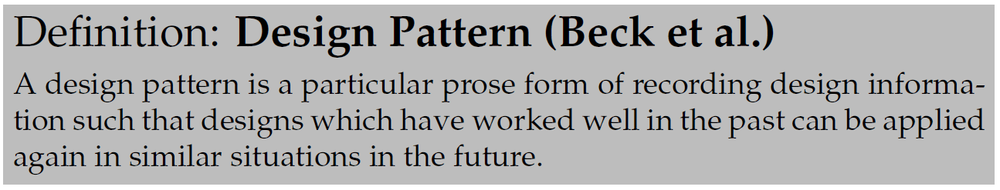 Definition: Design Pattern (Beck et al.)
A design pattern is a particular prose form of recording design informa-
tion such that designs which have worked well in the past can be applied
again in similar situations in the future.